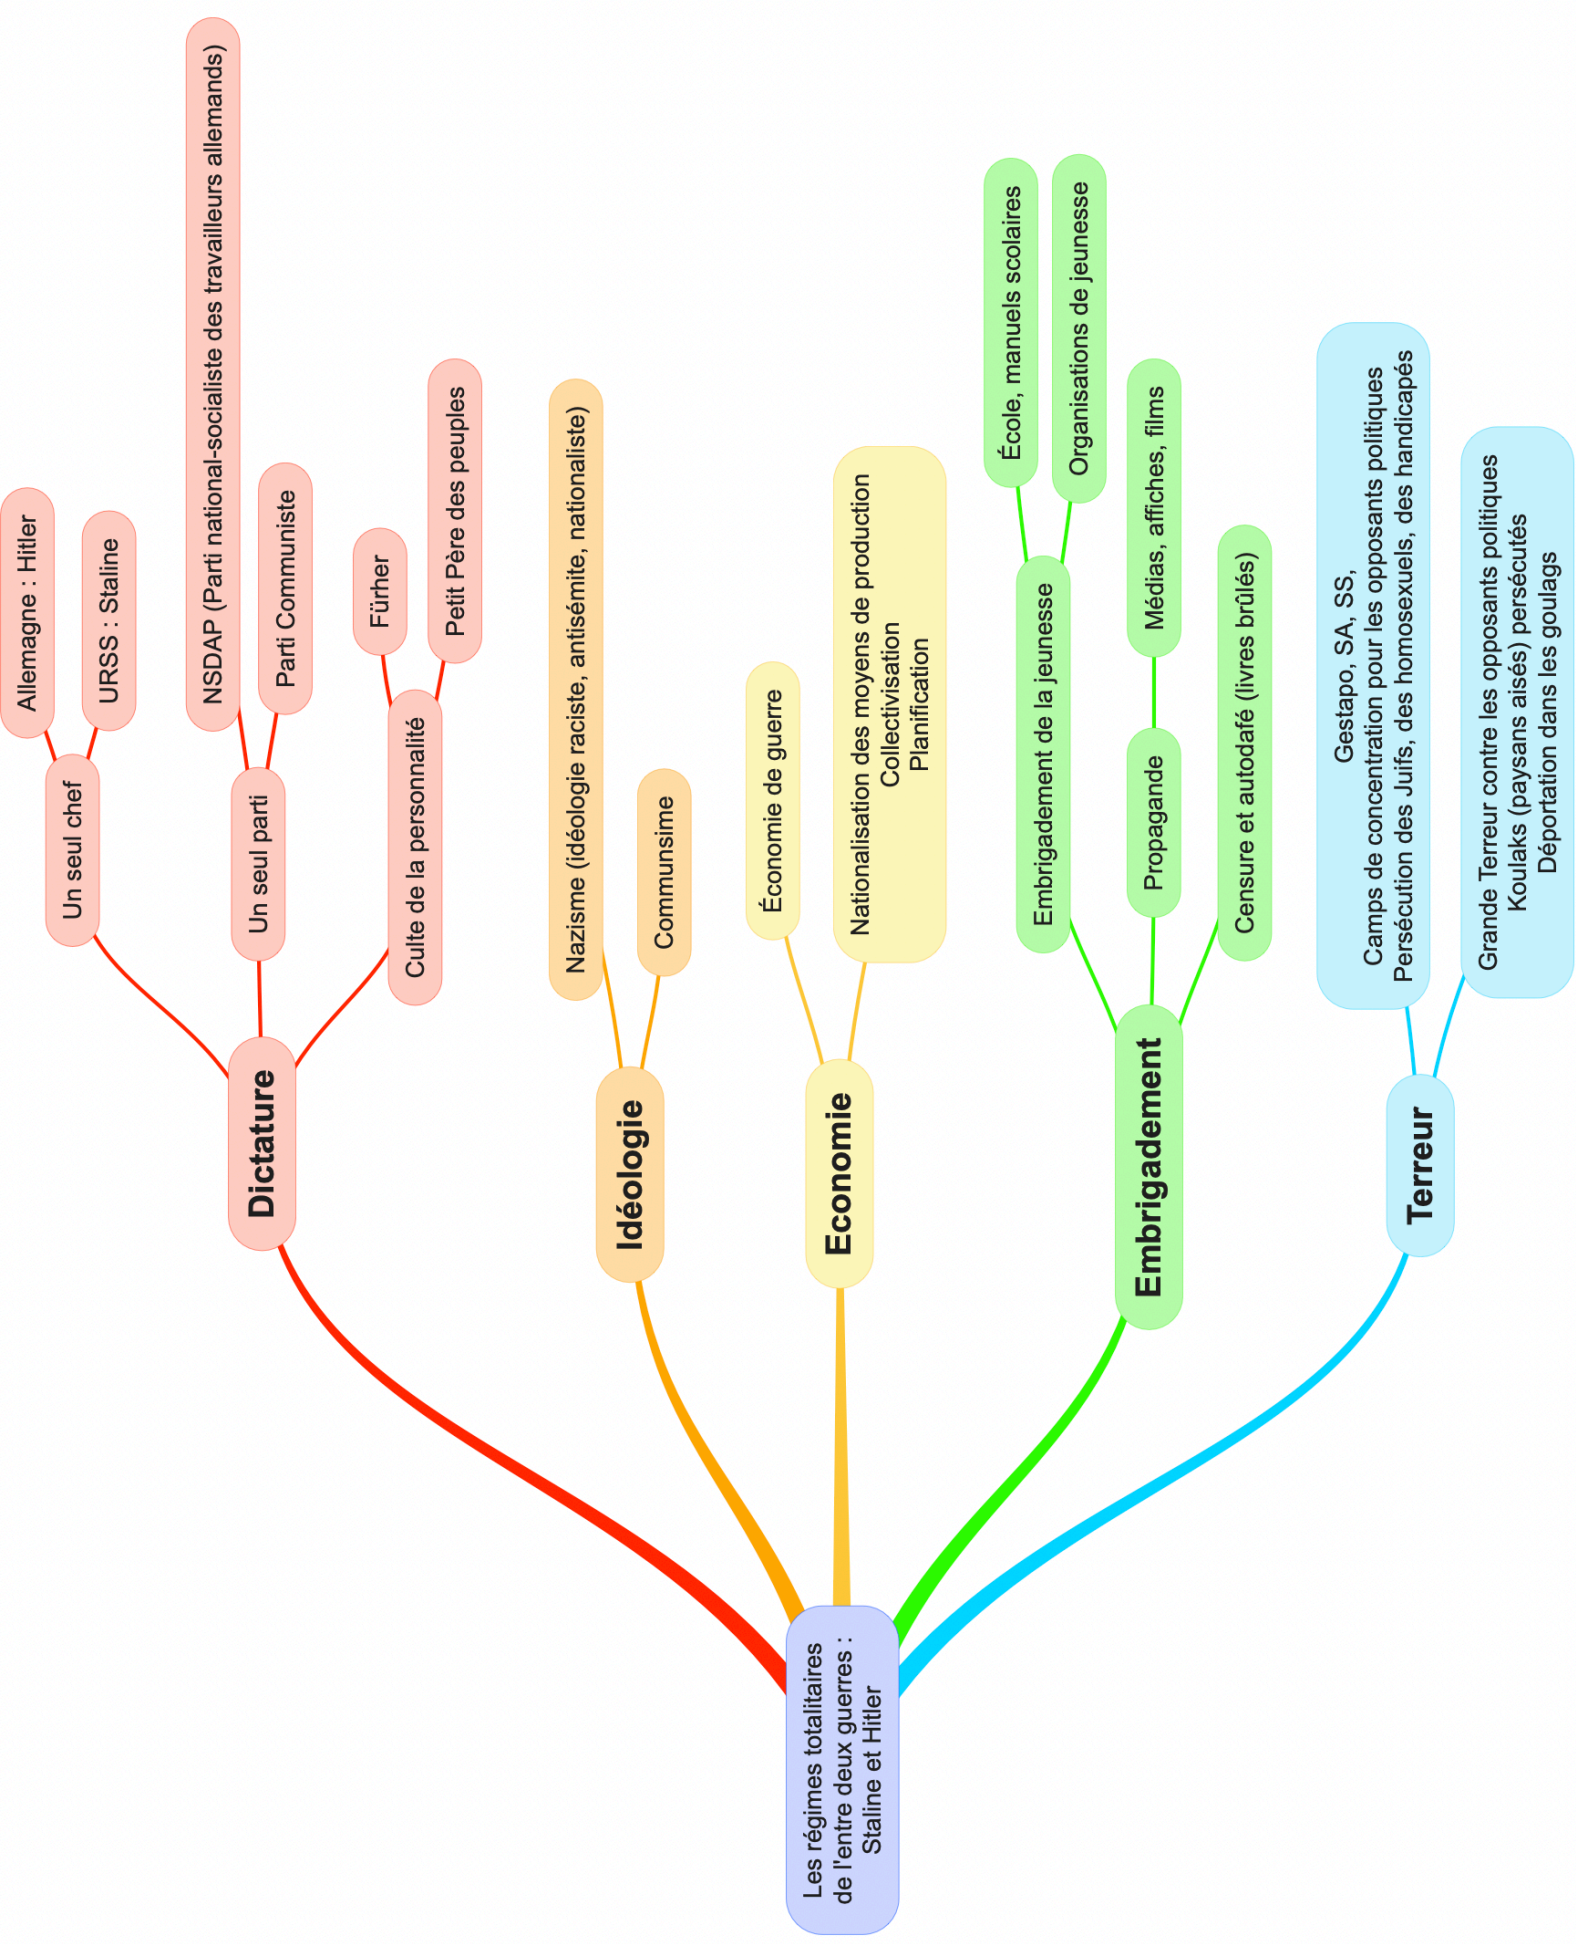 Les régimes totalitaires
de l'entre deux guerres :
Staline et Hitler
Dictature
Un seul chef
Allemagne : Hitler
URSS : Staline
Un seul parti
NSDAP (Parti national-socialiste des travailleurs allemands)
Parti Communiste
Culte de la personnalité
Fürher
Petit Père des peuples
Idéologie
Nazisme (idéologie raciste, antisémite, nationaliste)
Communsime
Economie
Économie de guerre
Nationalisation des moyens de production
Collectivisation
Planification
Embrigadement
Embrigadement de la jeunesse
École, manuels scolaires
Organisations de jeunesse
Propagande
Médias, affiches, films
Censure et autodafé (livres brûlés)
Terreur
Gestapo, SA, SS,
Camps de concentration pour les opposants politiques
Persécution des Juifs, des homosexuels, des handicapés
Grande Terreur contre les opposants politiques
Koulaks (paysans aisés) persécutés
Déportation dans les goulags